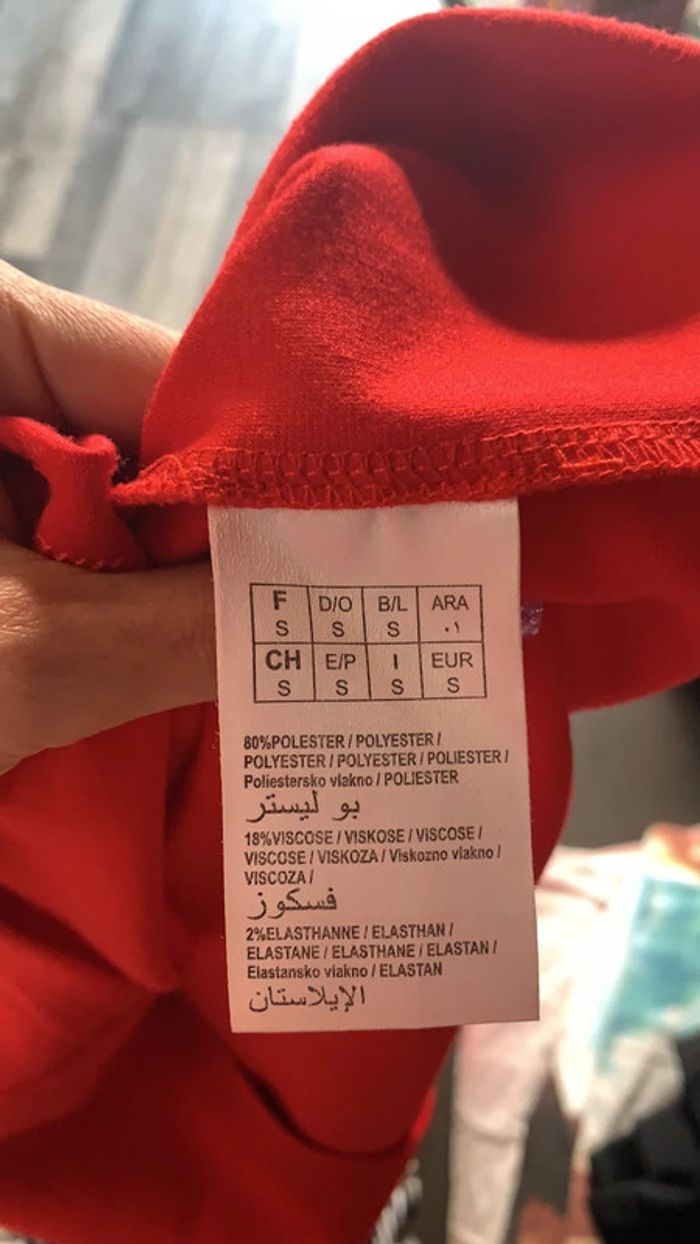 F D/O B/L ARA
S S S ٠١
CH E/P I EUR
S S S S
80%POLESTER / POLYESTER /
POLYESTER / POLYESTER / POLIESTER /
Poliestersko vlakno / POLIESTER
بو ليستر
18%VISCOSE / VISKOSE / VISCOSE /
VISCOSE / VISKOZA / Viskozno vlakno /
VISCOZA /
فسكوز
2%ELASTHANNE / ELASTHAN /
ELASTANE / ELASTHANE / ELASTAN /
Elastansko vlakno / ELASTAN
الإيلاستان